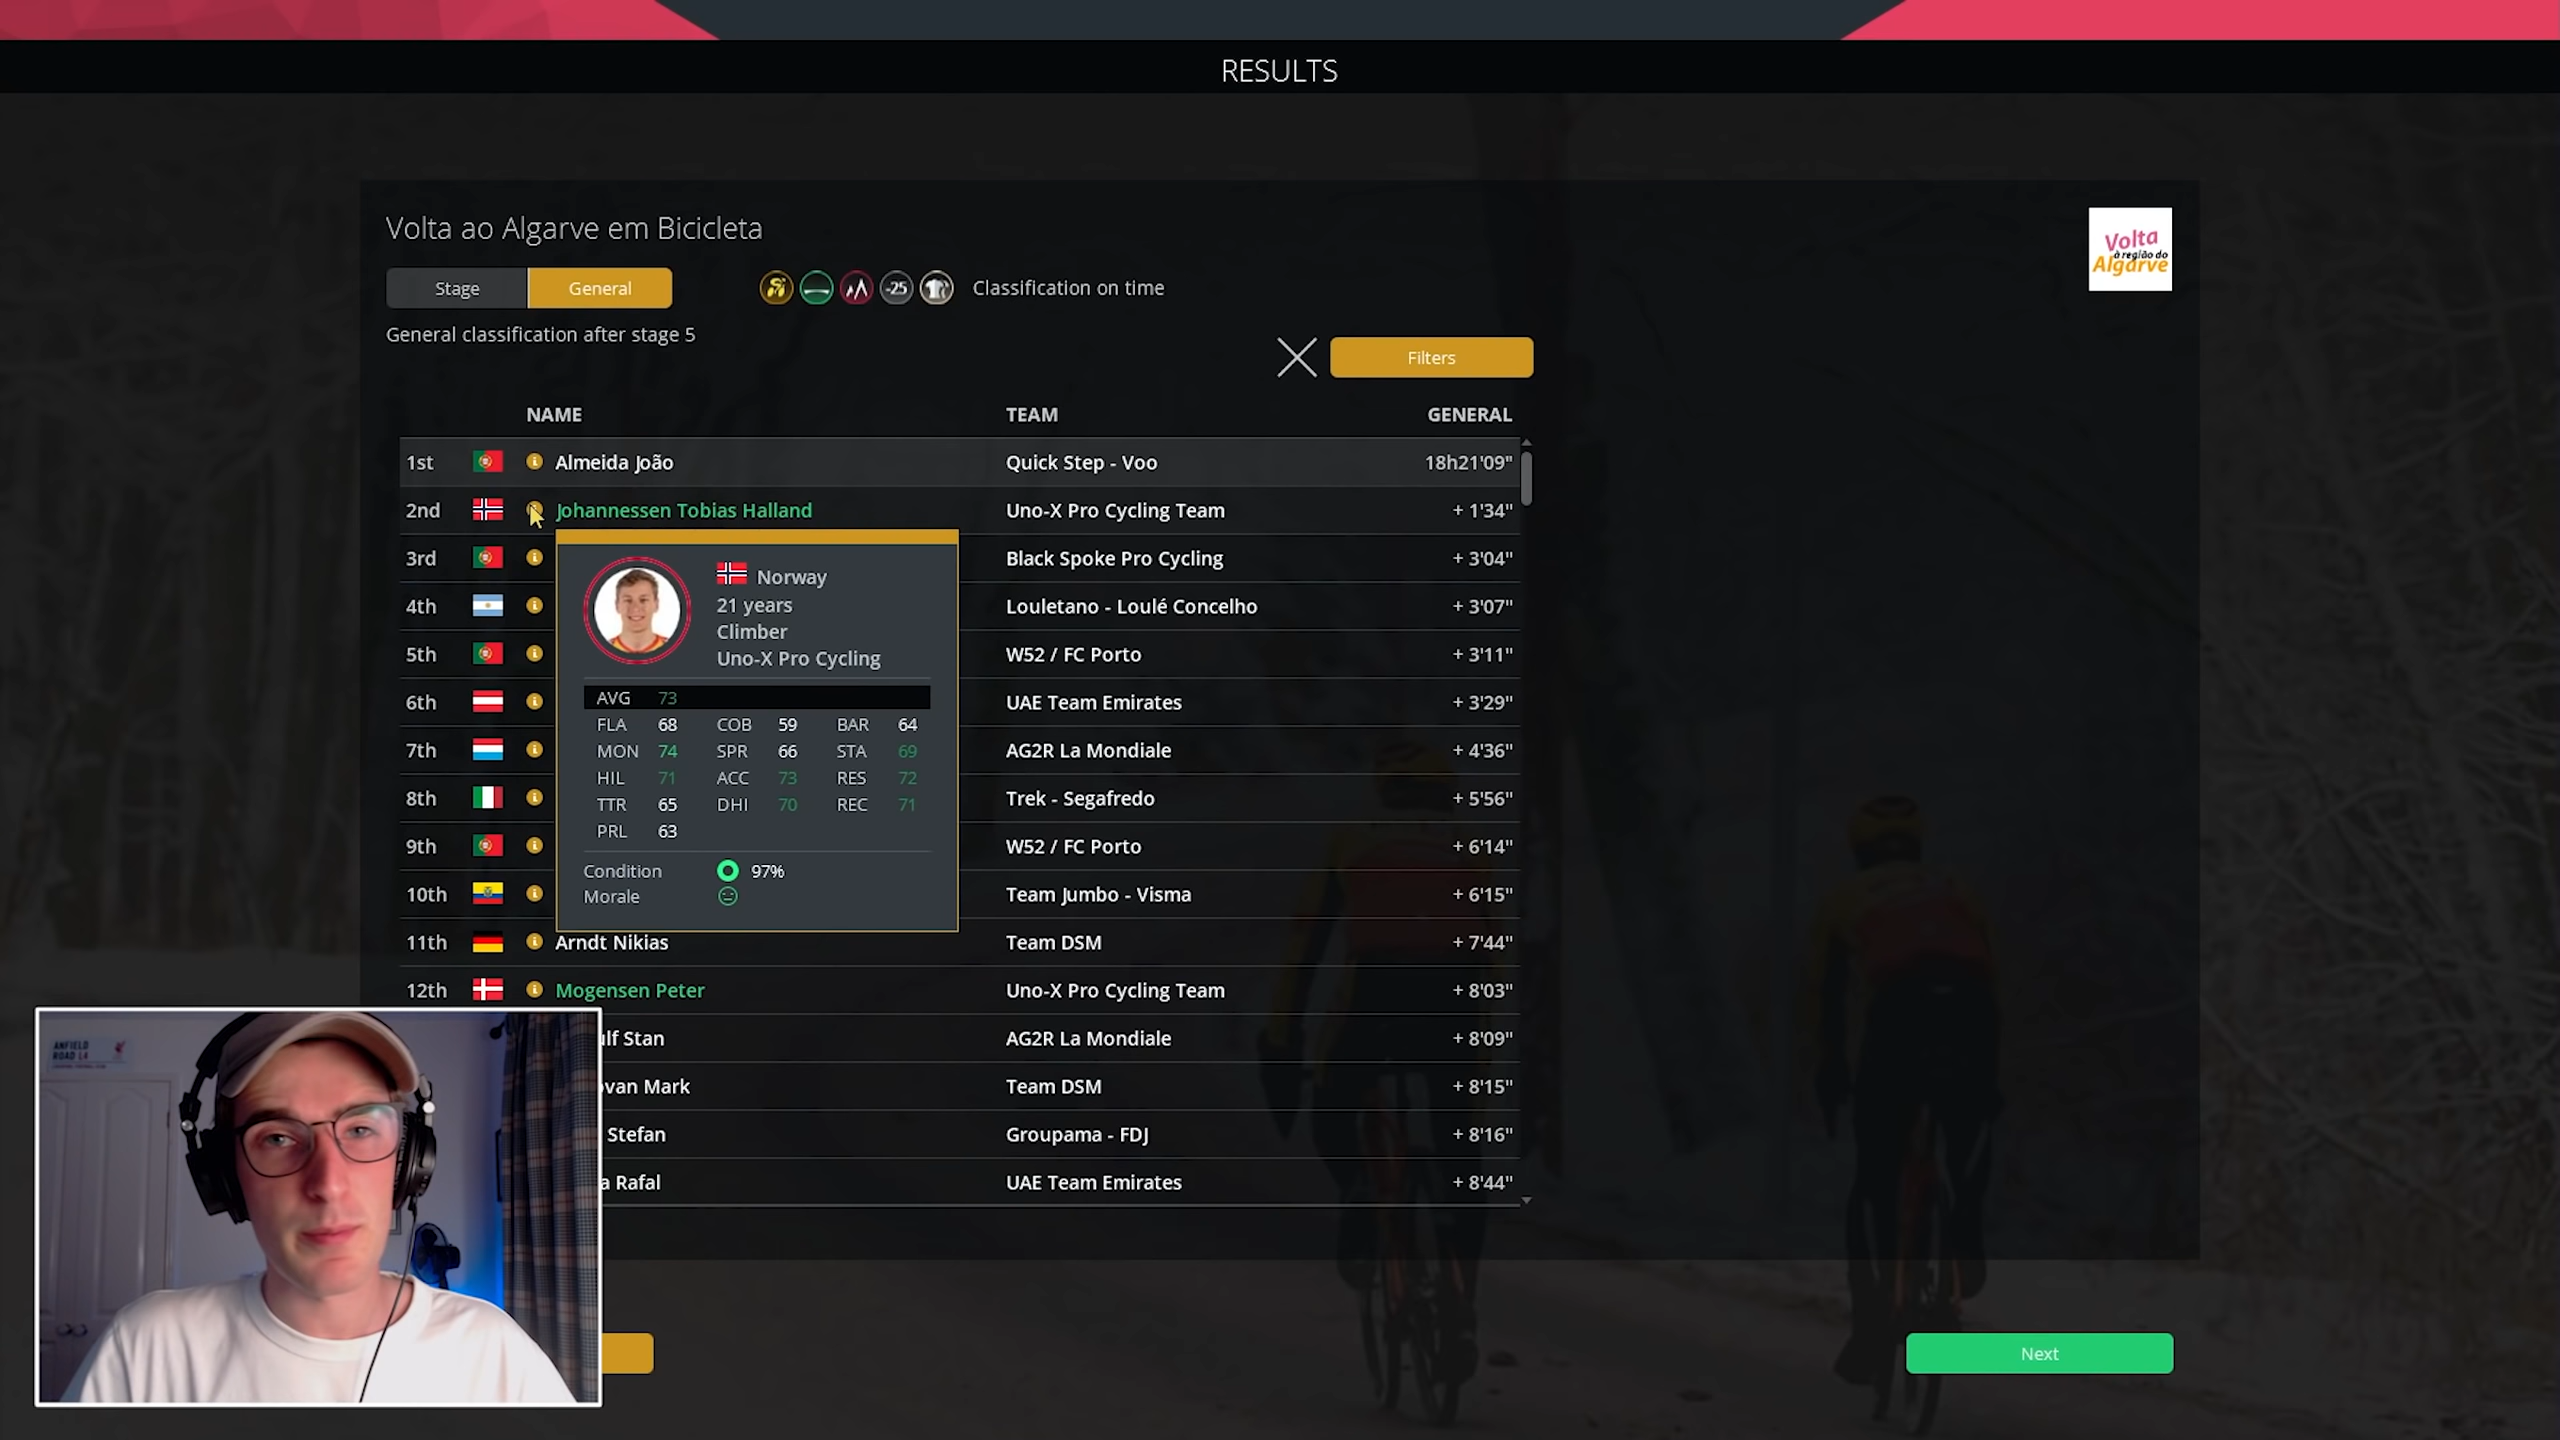 RESULTS
Volta ao Algarve em Bicicleta
Volta
à região do
Algarve
Stage
General
-25
Classification on time
General classification after stage 5
Filters
NAME TEAM GENERAL
1st Almeida João Quick Step - Voo 18h21'09"
2nd Johannessen Tobias Halland Uno-X Pro Cycling Team + 1'34"
3rd Black Spoke Pro Cycling + 3'04"
4th Louletano - Loulé Concelho + 3'07"
5th W52 / FC Porto + 3'11"
6th UAE Team Emirates + 3'29"
7th AG2R La Mondiale + 4'36"
8th Trek - Segafredo + 5'56"
9th W52 / FC Porto + 6'14"
10th Team Jumbo - Visma + 6'15"
11th Arndt Nikias Team DSM + 7'44"
12th Mogensen Peter Uno-X Pro Cycling Team + 8'03"
lf Stan AG2R La Mondiale + 8'09"
van Mark Team DSM + 8'15"
Stefan Groupama - FDJ + 8'16"
a Rafal UAE Team Emirates + 8'44"
Norway
21 years
Climber
Uno-X Pro Cycling
AVG 73
FLA 68 COB 59 BAR 64
MON 74 SPR 66 STA 69
HIL 71 ACC 73 RES 72
TTR 65 DHI 70 REC 71
PRL 63
Condition 97%
Morale
ANFIELD
ROAD L4
Next